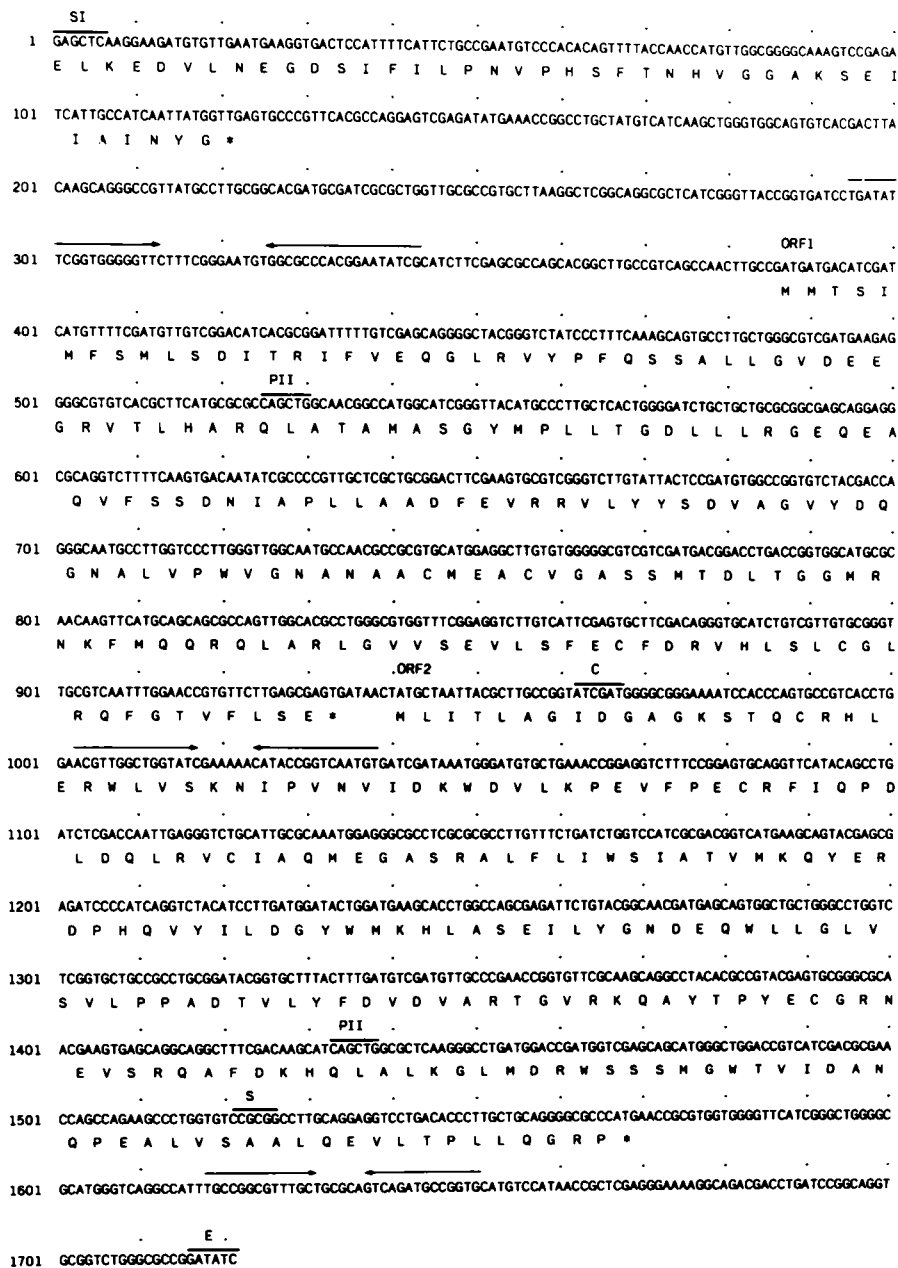 SI
1 GAGCTCAAGGAAGATGTGTTGAATGAAGGTGACTCCATTTTCATTCTGCCGAATGTCCCACACAGTTTTACCAACCATGTTGGCGGGGCAAAGTCCGAGA
E L K E D V L N E G D S I F I L P N V P H S F T N H V G G A K S E I
101 TCATTGCCATCAATTATGGTTGAGTGCCCGTTCACGCCAGGAGTCGAGATATGAAACCGGCCTGCTATGTCATCAAGCTGGGTGGCAGTGTCACGACTTA
I A I N Y G *
201 CAAGCAGGGCCGTTATGCCTTGCGGCACGATGCGATCGCGCTGGTTGCGCCGTGCTTAAGGCTCGGCAGGCGCTCATCGGGTTACCGGTGATCCTGATAT
301 TCGGTGGGGGTTCTTTCGGGAATGTGGCGCCCACGGAATATCGCATCTTCGAGCGCCAGCACGGCTTGCCGTCAGCCAACTTGCCGATGATGACATCGAT
ORF1
M M T S I
401 CATGTTTTCGATGTTGTCGGACATCACGCGGATTTTTGTCGAGCAGGGGCTACGGGTCTATCCCTTTCAAAGCAGTGCCTTGCTGGGCGTCGATGAAGAG
M F S M L S D I T R I F V E Q G L R V Y P F Q S S A L L G V D E E
PII
501 GGGCGTGTCACGCTTCATGCGCGCCAGCTGGCAACGGCCATGGCATCGGGTTACATGCCCTTGCTCACTGGGGATCTGCTGCTGCGCGGCGAGCAGGAGG
G R V T L H A R Q L A T A M A S G Y M P L L T G D L L L R G E Q E A
601 CGCAGGTCTTTTCAAGTGACAATATCGCCCCGTTGCTCGCTGCGGACTTCGAAGTGCGTCGGGTCTTGTATTACTCCGATGTGGCCGGTGTCTACGACCA
Q V F S S D N I A P L L A A D F E V R R V L Y Y S D V A G V Y D Q
701 GGGCAATGCCTTGGTCCCTTGGGTTGGCAATGCCAACGCCGCGTGCATGGAGGCTTGTGTGGGGGCGTCGTCGATGACGGACCTGACCGGTGGCATGCGC
G N A L V P W V G N A N A A C M E A C V G A S S M T D L T G G M R
801 AACAAGTTCATGCAGCAGCGCCAGTTGGCACGCCTGGGCGTGGTTTCGGAGGTCTTGTCATTCGAGTGCTTCGACAGGGTGCATCTGTCGTTGTGCGGGT
N K F M Q Q R Q L A R L G V V S E V L S F E C F D R V H L S L C G L
.ORF2 C
901 TGCGTCAATTTGGAACCGTGTTCTTGAGCGAGTGATAACTATGCTAATTACGCTTGCCGGTATCGATGGGGCGGGAAAATCCACCCAGTGCCGTCACCTG
R Q F G T V F L S E * M L I T L A G I D G A G K S T Q C R H L
1001 GAACGTTGGCTGGTATCGAAAAACATACCGGTCAATGTGATCGATAAATGGGATGTGCTGAAACCGGAGGTCTTTCCGGAGTGCAGGTTCATACAGCCTG
E R W L V S K N I P V N V I D K W D V L K P E V F P E C R F I Q P D
1101 ATCTCGACCAATTGAGGGTCTGCATTGCGCAAATGGAGGGCGCCTCGCGCGCCTTGTTTCTGATCTGGTCCATCGCGACGGTCATGAAGCAGTACGAGCG
L D Q L R V C I A Q M E G A S R A L F L I W S I A T V M K Q Y E R
1201 AGATCCCCATCAGGTCTACATCCTTGATGGATACTGGATGAAGCACCTGGCCAGCGAGATTCTGTACGGCAACGATGAGCAGTGGCTGCTGGGCCTGGTC
D P H Q V Y I L D G Y W M K H L A S E I L Y G N D E Q W L L G L V
1301 TCGGTGCTGCCGCCTGCGGATACGGTGCTTTACTTTGATGTCGATGTTGCCCGAACCGGTGTTCGCAAGCAGGCCTACACGCCGTACGAGTGCGGGCGCA
S V L P P A D T V L Y F D V D V A R T G V R K Q A Y T P Y E C G R N
PII
1401 ACGAAGTGAGCAGGCAGGCTTTCGACAAGCATCAGCTGGCGCTCAAGGGCCTGATGGACCGATGGTCGAGCAGCATGGGCTGGACCGTCATCGACGCGAA
E V S R Q A F D K H Q L A L K G L M D R W S S S M G W T V I D A N
S
1501 CCAGCCAGAAGCCCTGGTGTCCGCGGCCTTGCAGGAGGTCCTGACACCCTTGCTGCAGGGGCGCCCATGAACCGCGTGGTGGGGTTCATCGGGCTGGGGC
Q P E A L V S A A L Q E V L T P L L Q G R P *
1601 GCATGGGTCAGGCCATTTGCCGGCGTTTGCTGCGCAGTCAGATGCCGGTGCATGTCCATAACCGCTCGAGGGAAAAGGCAGACGACCTGATCCGGCAGGT
E .
1701 GCGGTCTGGGCGCCGGATATC